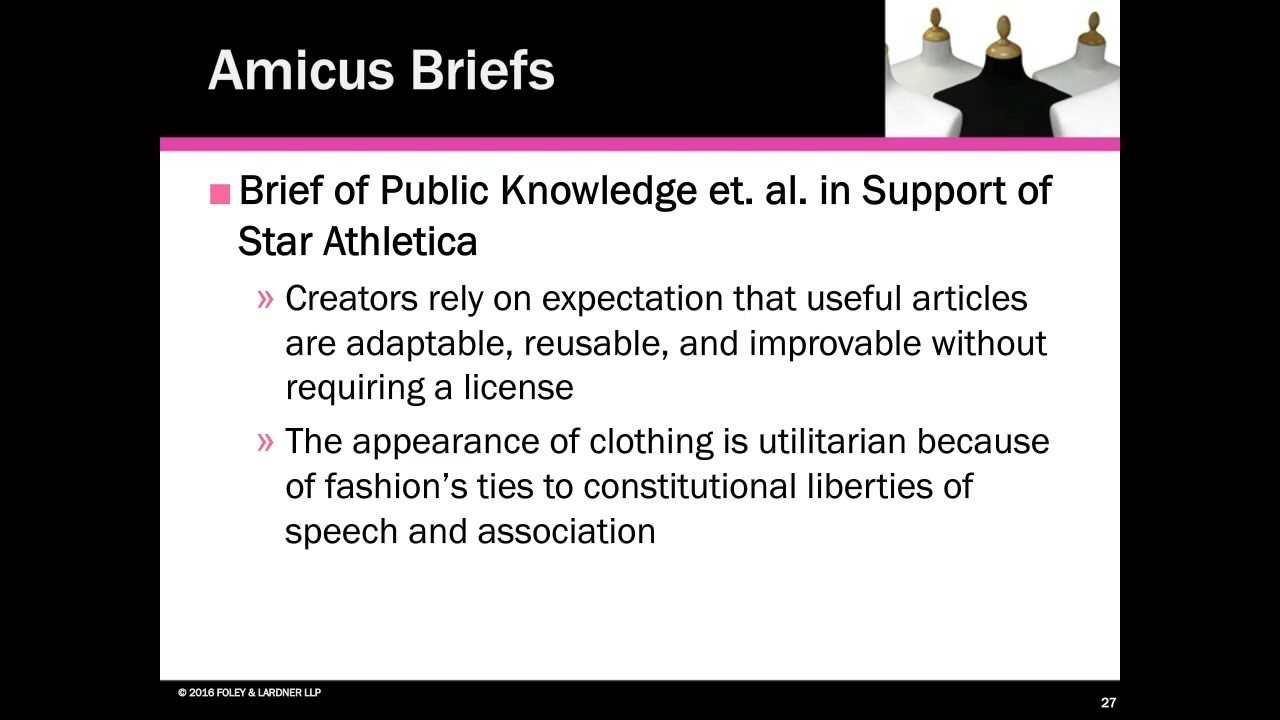 Amicus Briefs
Brief of Public Knowledge et. al. in Support of
Star Athletica
» Creators rely on expectation that useful articles
are adaptable, reusable, and improvable without
requiring a license
» The appearance of clothing is utilitarian because
of fashion’s ties to constitutional liberties of
speech and association
© 2016 FOLEY & LARDNER LLP
27